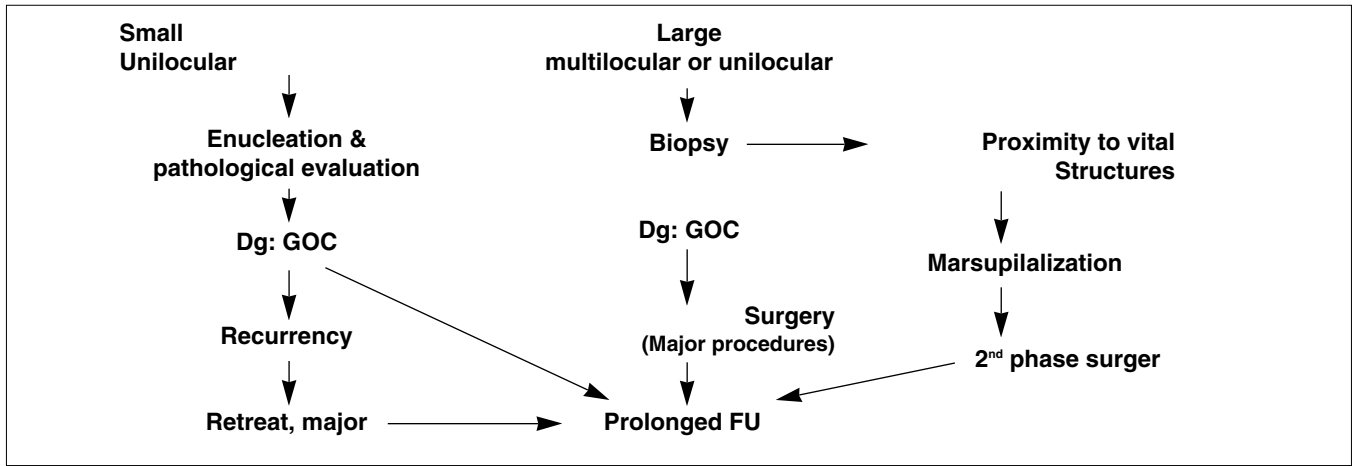 Small
Unilocular
Large
multilocular or unilocular
Enucleation &
pathological evaluation
Biopsy
Proximity to vital
Structures
Dg: GOC
Dg: GOC
Marsupilalization
Recurrency
Surgery
(Major procedures)
2nd phase surger
Retreat, major
Prolonged FU